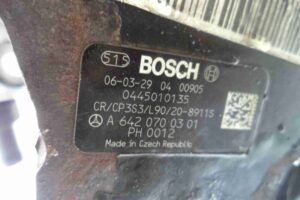 515 BOSCH
06-03-29 04 00905
0445010135
CR/CP3S3/L90/20-8911S
A 642 070 03 01
PH 0012
Made in Czech Republic